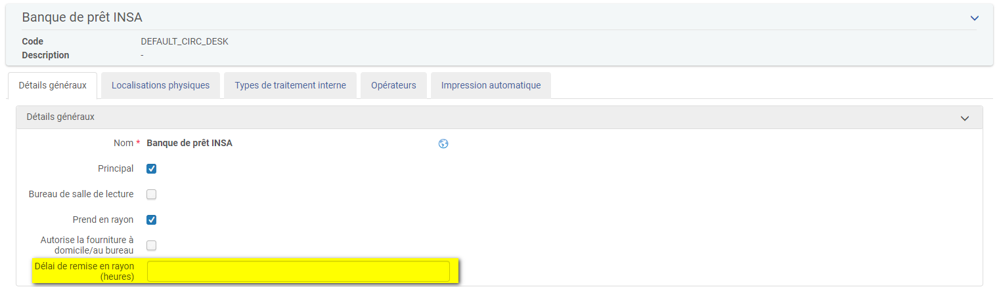 Banque de prêt INSA
Code DEFAULT_CIRC_DESK
Description -
Détails généraux Localisations physiques Types de traitement interne Opérateurs Impression automatique
Détails généraux
Nom * Banque de prêt INSA
Principal
Bureau de salle de lecture
Prend en rayon
Autorise la fourniture à
domicile/au bureau
Délai de remise en rayon
(heures)